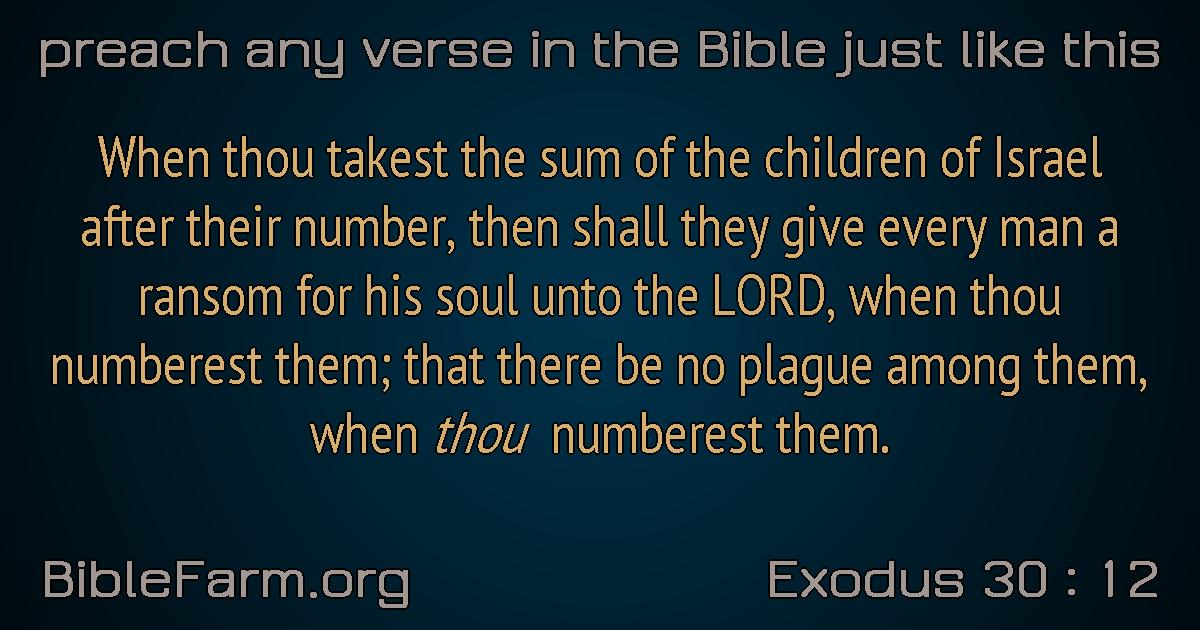 preach any verse in the Bible just like this
When thou takest the sum of the children of Israel
after their number, then shall they give every man a
ransom for his soul unto the LORD, when thou
numberest them; that there be no plague among them,
when thou numberest them.
BibleFarm.org
Exodus 30 : 12